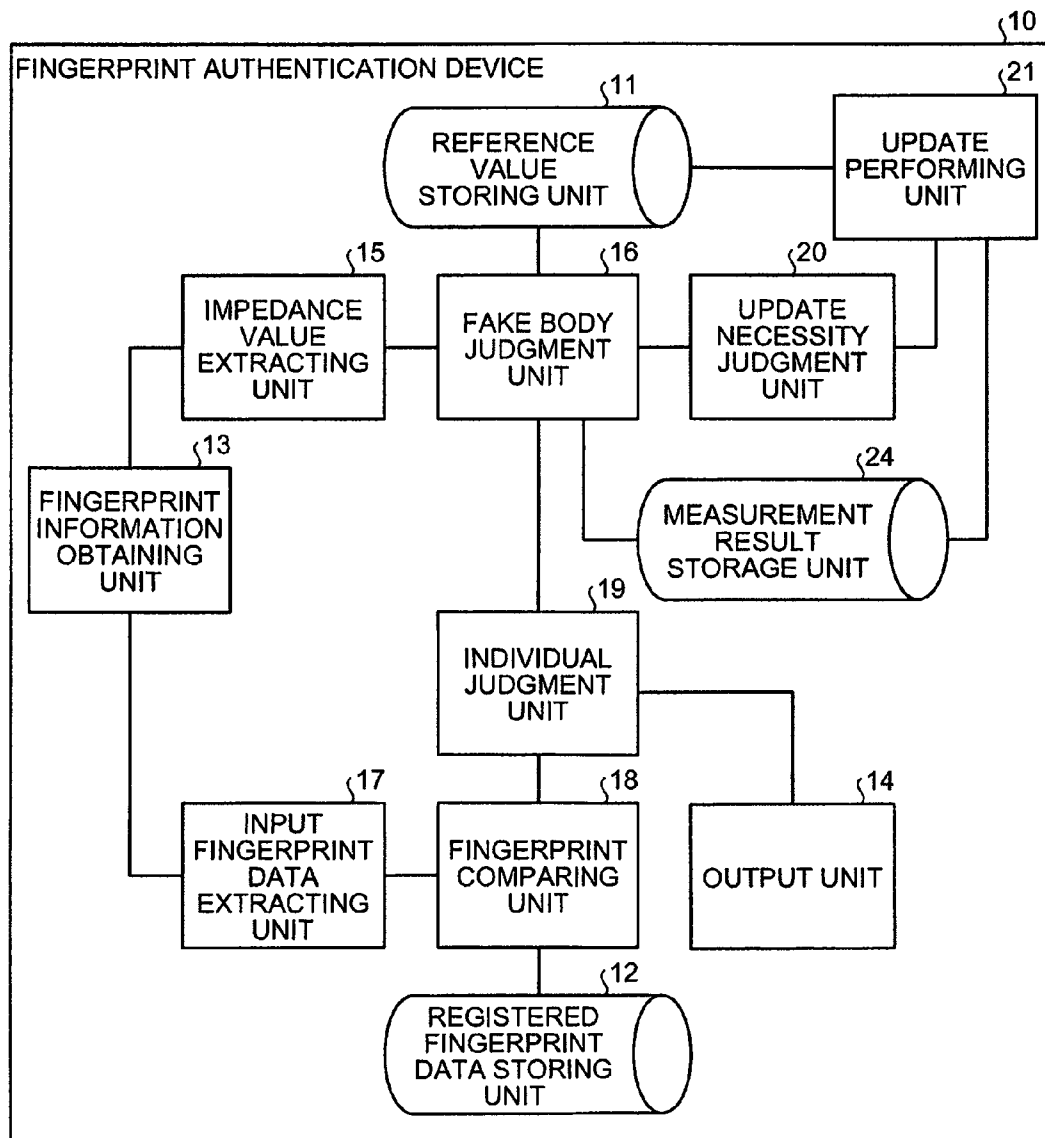 10
FINGERPRINT AUTHENTICATION DEVICE
11
REFERENCE
VALUE
STORING UNIT
21
UPDATE
PERFORMING
UNIT
15
IMPEDANCE
VALUE
EXTRACTING
UNIT
16
FAKE BODY
JUDGMENT
UNIT
20
UPDATE
NECESSITY
JUDGMENT
UNIT
13
FINGERPRINT
INFORMATION
OBTAINING
UNIT
24
MEASUREMENT
RESULT
STORAGE UNIT
19
INDIVIDUAL
JUDGMENT
UNIT
17
INPUT
FINGERPRINT
DATA
EXTRACTING
UNIT
18
FINGERPRINT
COMPARING
UNIT
14
OUTPUT UNIT
12
REGISTERED
FINGERPRINT
DATA STORING
UNIT